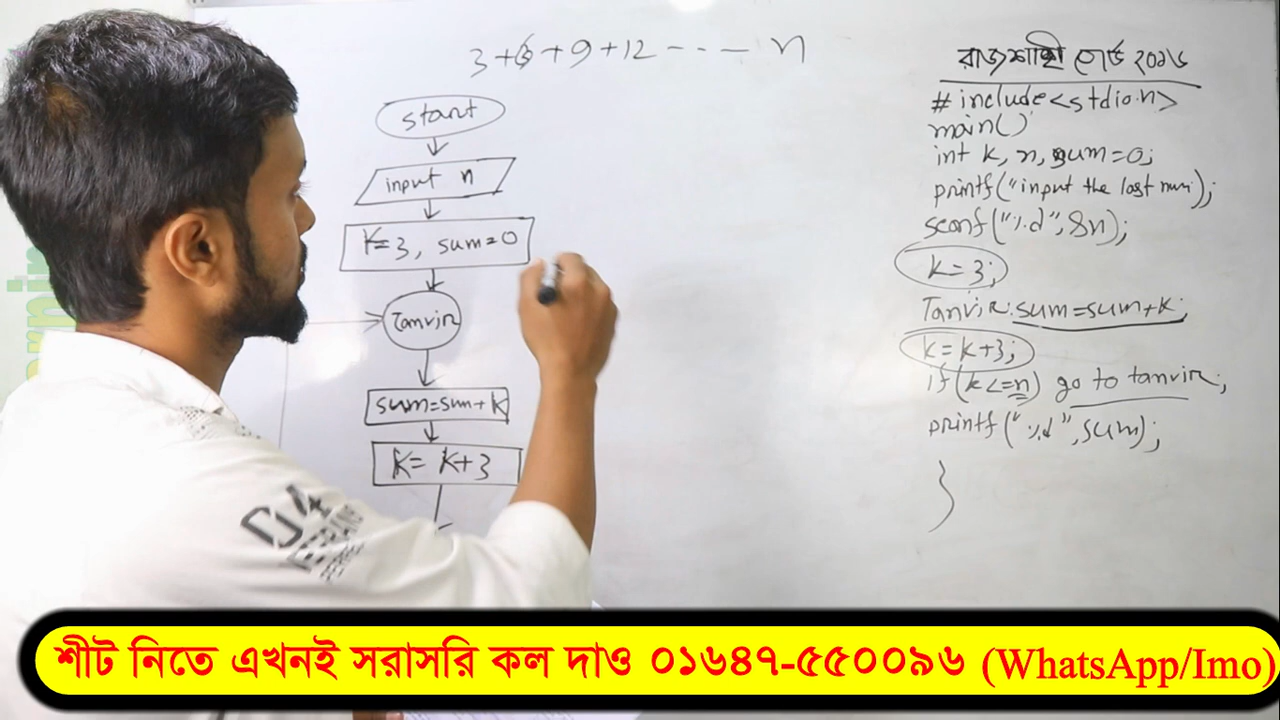 3+6+9+12 - - - - n
start
input n
K=3, sum=0
Tanvir
sum=sum+K
K= K+3
রাজশাহী বোর্ড ২০১৬
# include<stdio.h>
main()
int k, n, sum=0;
printf("input the last num);
scanf("%d", &n);
k=3;
Tanvir: sum=sum+k;
k=k+3;
if(k<=n) go to tanvir;
printf("%d", sum);
}
শীট নিতে এখনই সরাসরি কল দাও ০১৬৪৭-৫৫০০৯৬ (WhatsApp/Imo)